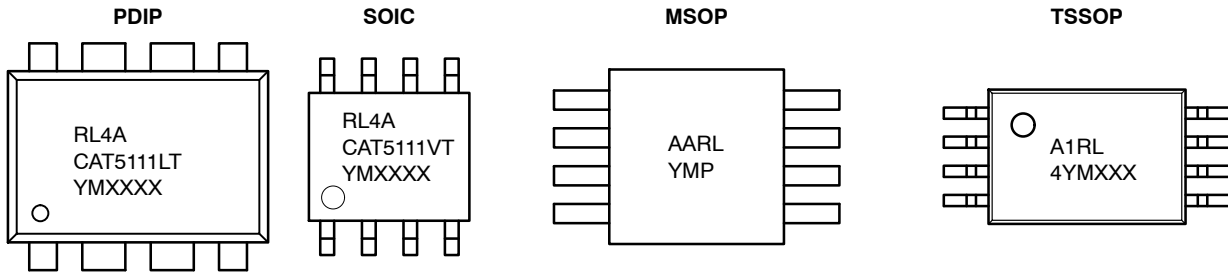 PDIP
SOIC
MSOP
TSSOP
RL4A
CAT5111LT
YMXXXX
RL4A
CAT5111VT
YMXXXX
AARL
YMP
A1RL
4YMXXX